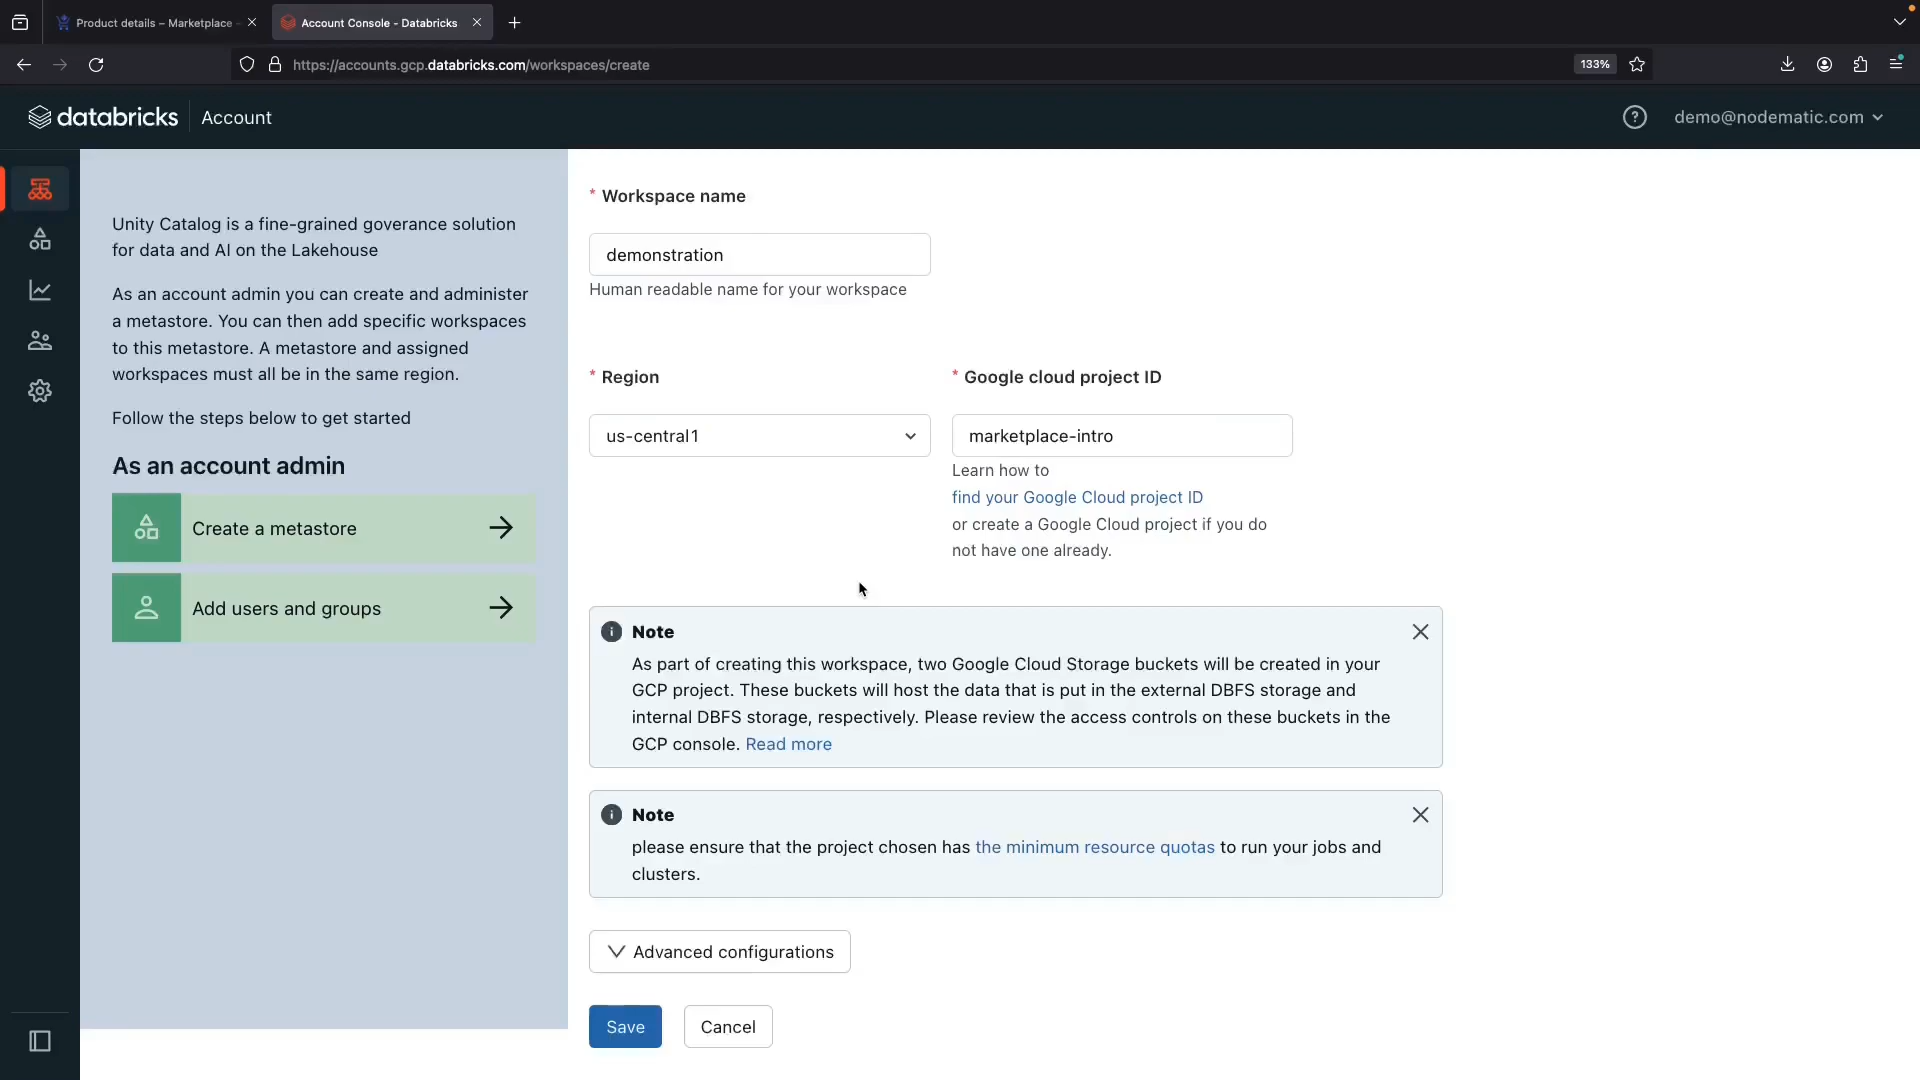 Product details – Marketplace -
Account Console - Databricks
https://accounts.gcp.databricks.com/workspaces/create
133%
databricks
Account
?
demo@nodematic.com
Unity Catalog is a fine-grained goverance solution
for data and AI on the Lakehouse
As an account admin you can create and administer
a metastore. You can then add specific workspaces
to this metastore. A metastore and assigned
workspaces must all be in the same region.
Follow the steps below to get started
As an account admin
Create a metastore
Add users and groups
* Workspace name
demonstration
Human readable name for your workspace
* Region
us-central1
* Google cloud project ID
marketplace-intro
Learn how to
find your Google Cloud project ID
or create a Google Cloud project if you do
not have one already.
Note
As part of creating this workspace, two Google Cloud Storage buckets will be created in your
GCP project. These buckets will host the data that is put in the external DBFS storage and
internal DBFS storage, respectively. Please review the access controls on these buckets in the
GCP console. Read more
Note
please ensure that the project chosen has the minimum resource quotas to run your jobs and
clusters.
Advanced configurations
Save
Cancel